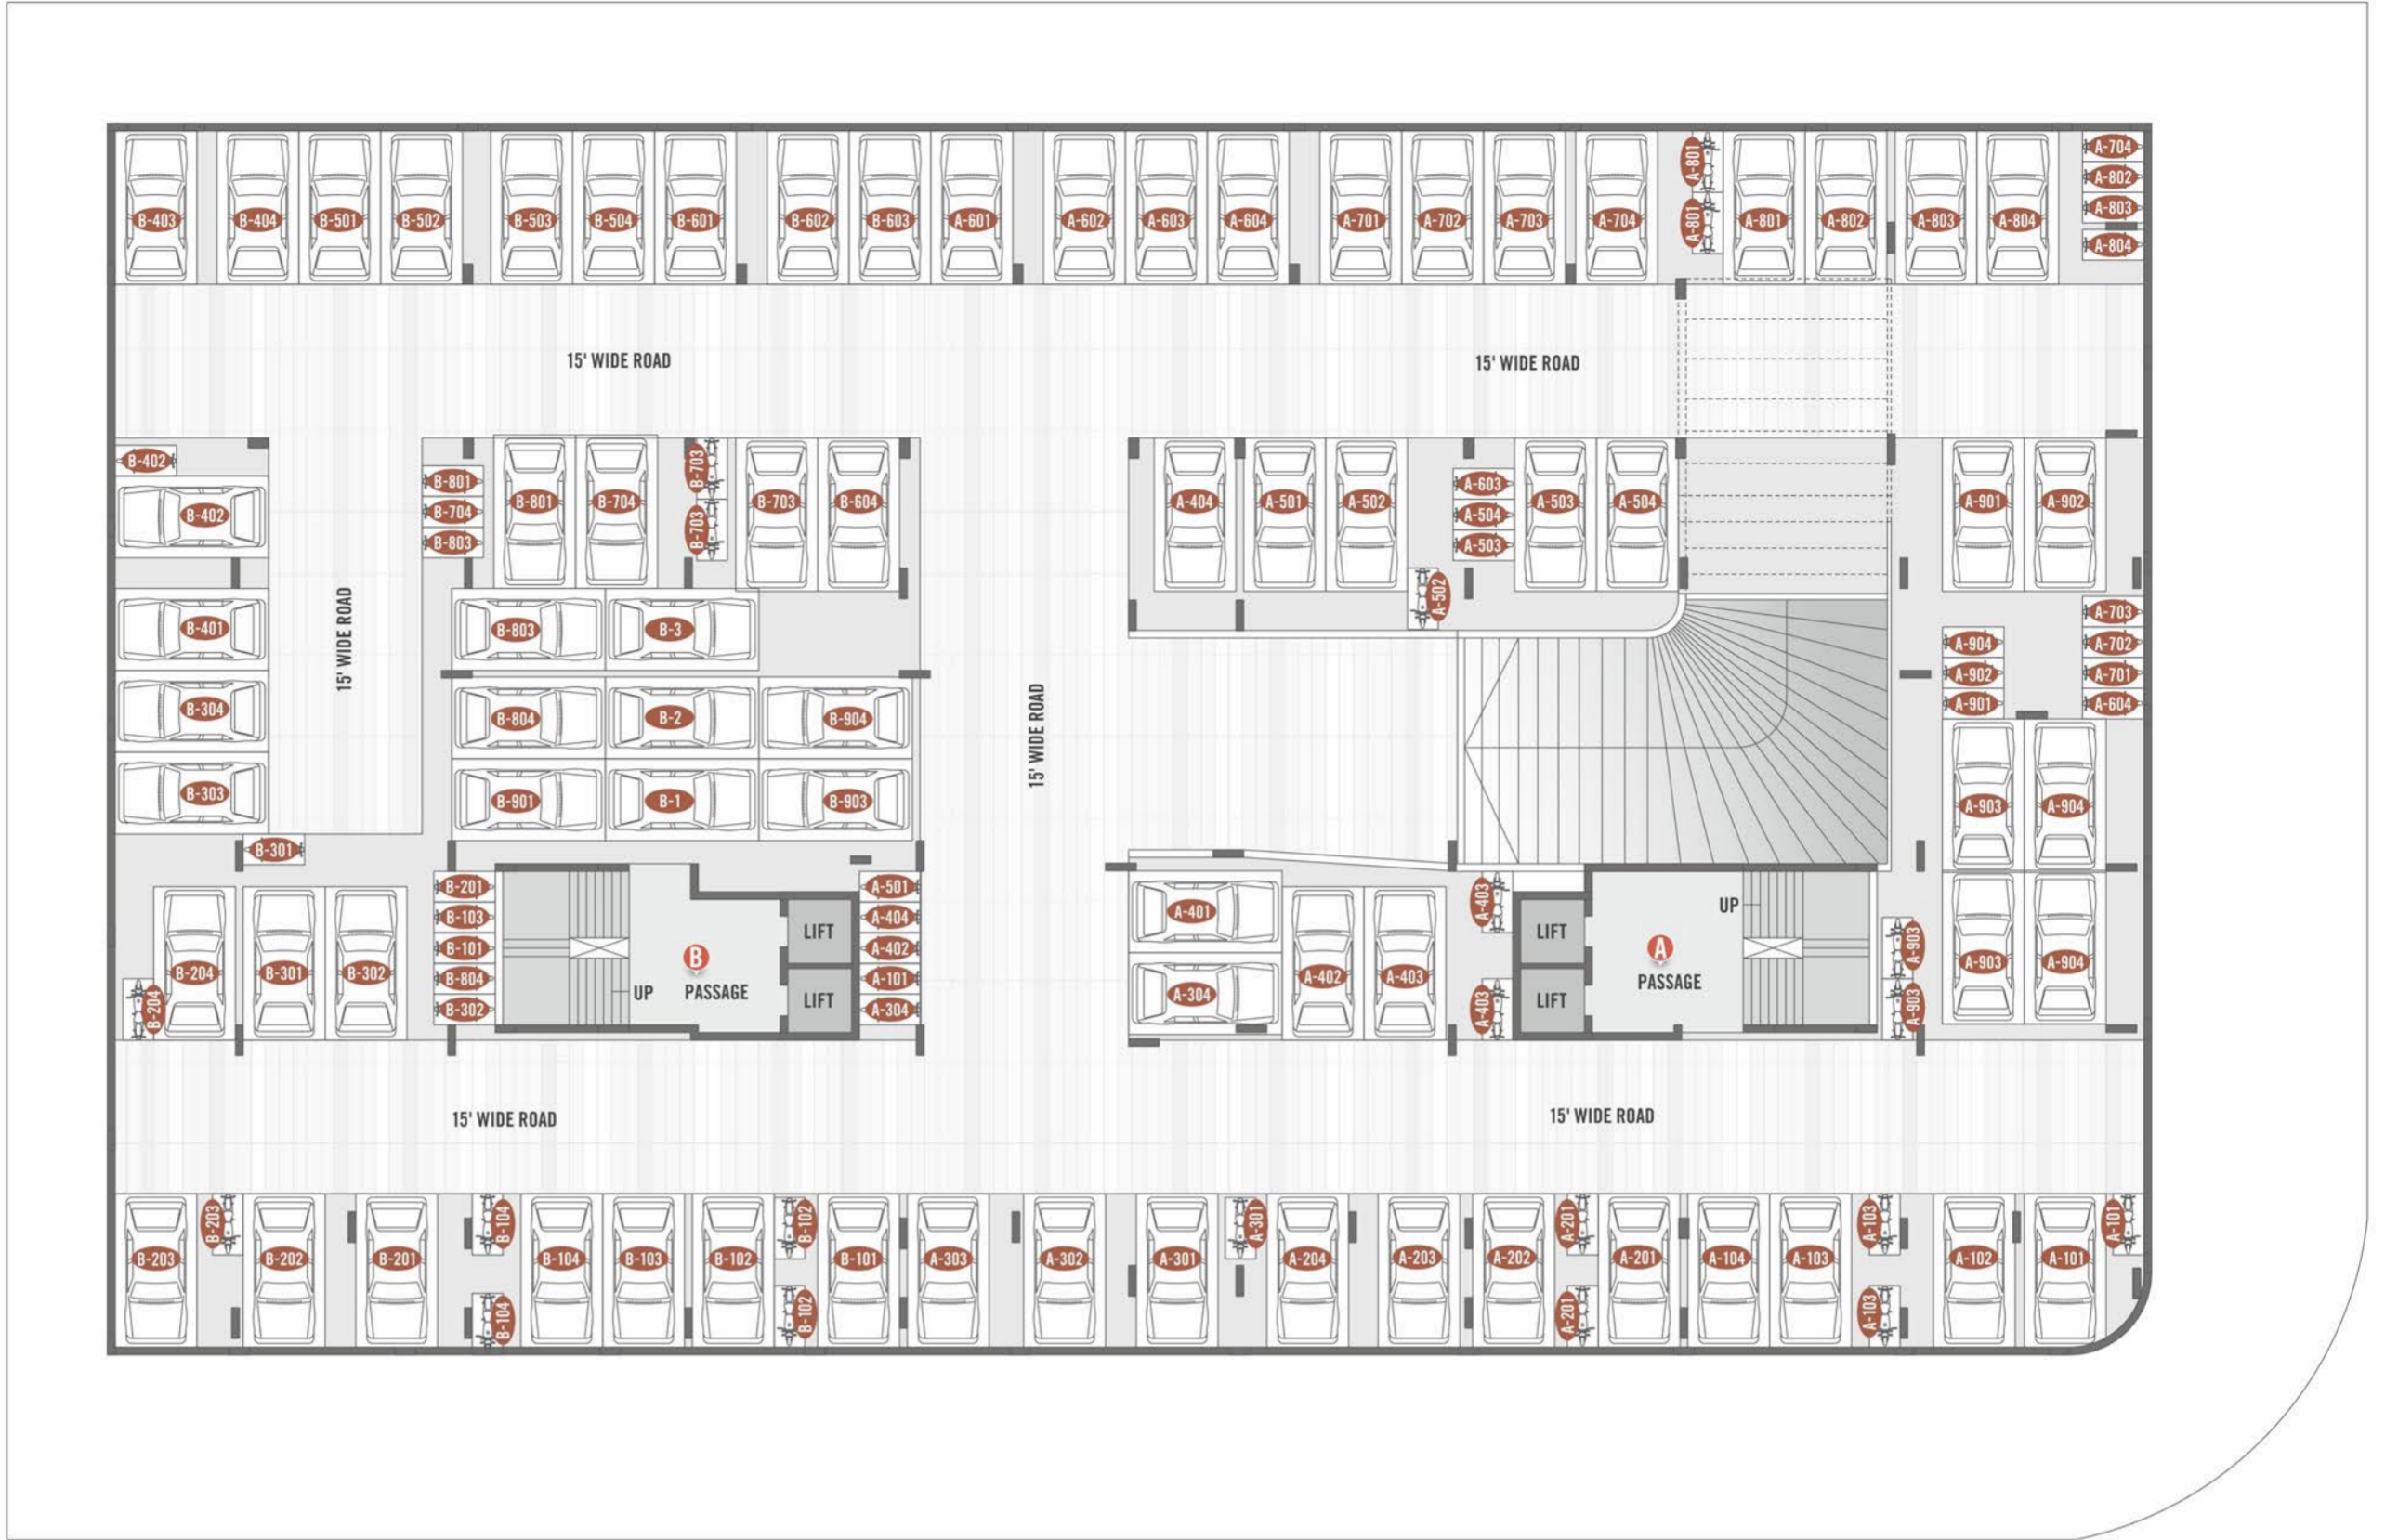 B-403 B-404 B-501 B-502 B-503 B-504 B-601 B-602 B-603 A-601 A-602 A-603 A-604 A-701 A-702 A-703 A-704 A-801 A-801 A-801 A-802 A-803 A-804 A-704
A-802
A-803
A-804
15' WIDE ROAD 15' WIDE ROAD
B-402
B-402
B-401
B-304
B-303
B-301
15' WIDE ROAD
B-801
B-704
B-803
B-801 B-704 B-703 B-703 B-703 B-604
B-803 B-3
B-804 B-2 B-904
B-901 B-1 B-903
15' WIDE ROAD
A-404 A-501 A-502 A-603
A-504
A-503
A-502
A-503 A-504
A-901 A-902
A-703
A-702
A-701
A-604
A-904
A-902
A-901
A-903 A-904
A-903 A-904
B-204 B-204 B-301 B-302
B-201
B-103
B-101
B-804
B-302
UP
B
PASSAGE
LIFT
LIFT
A-501
A-404
A-402
A-101
A-304
A-401
A-304
A-402 A-403
A-403
A-403
LIFT
LIFT
A
PASSAGE
UP
A-903
A-903
15' WIDE ROAD 15' WIDE ROAD
B-203 B-203 B-202 B-201 B-104 B-104 B-104 B-103 B-102 B-102 B-102 B-101 A-303 A-302 A-301 A-301 A-204 A-203 A-202 A-201 A-201 A-201 A-104 A-103 A-103 A-103 A-102 A-101 A-101